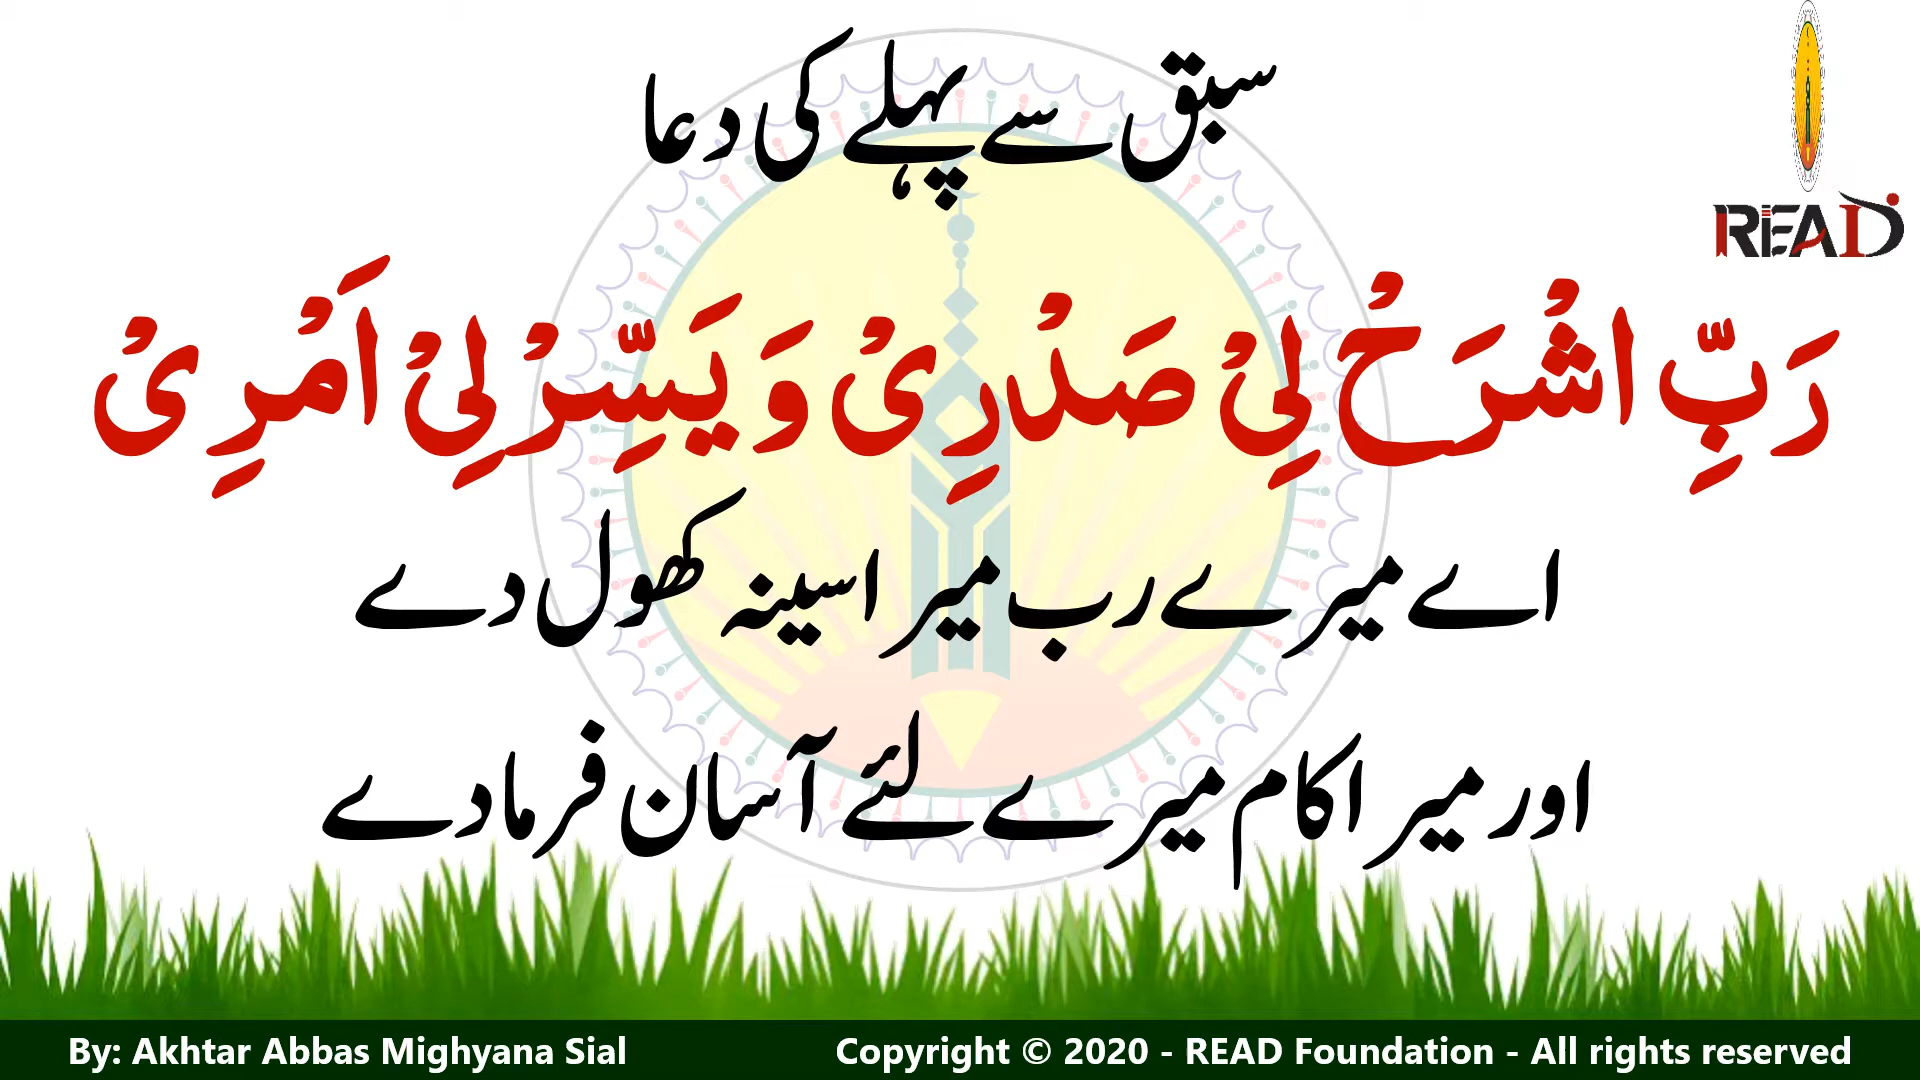 سبق سے پہلے کی دعا
READ
رَبِّ اشْرَحْ لِیْ صَدْرِیْ وَ یَسِّرْ لِیْ اَمْرِیْ
اے میرے رب میرا سینہ کھول دے
اور میرا کام میرے لئے آسان فرما دے
By: Akhtar Abbas Mighyana Sial
Copyright © 2020 - READ Foundation - All rights reserved